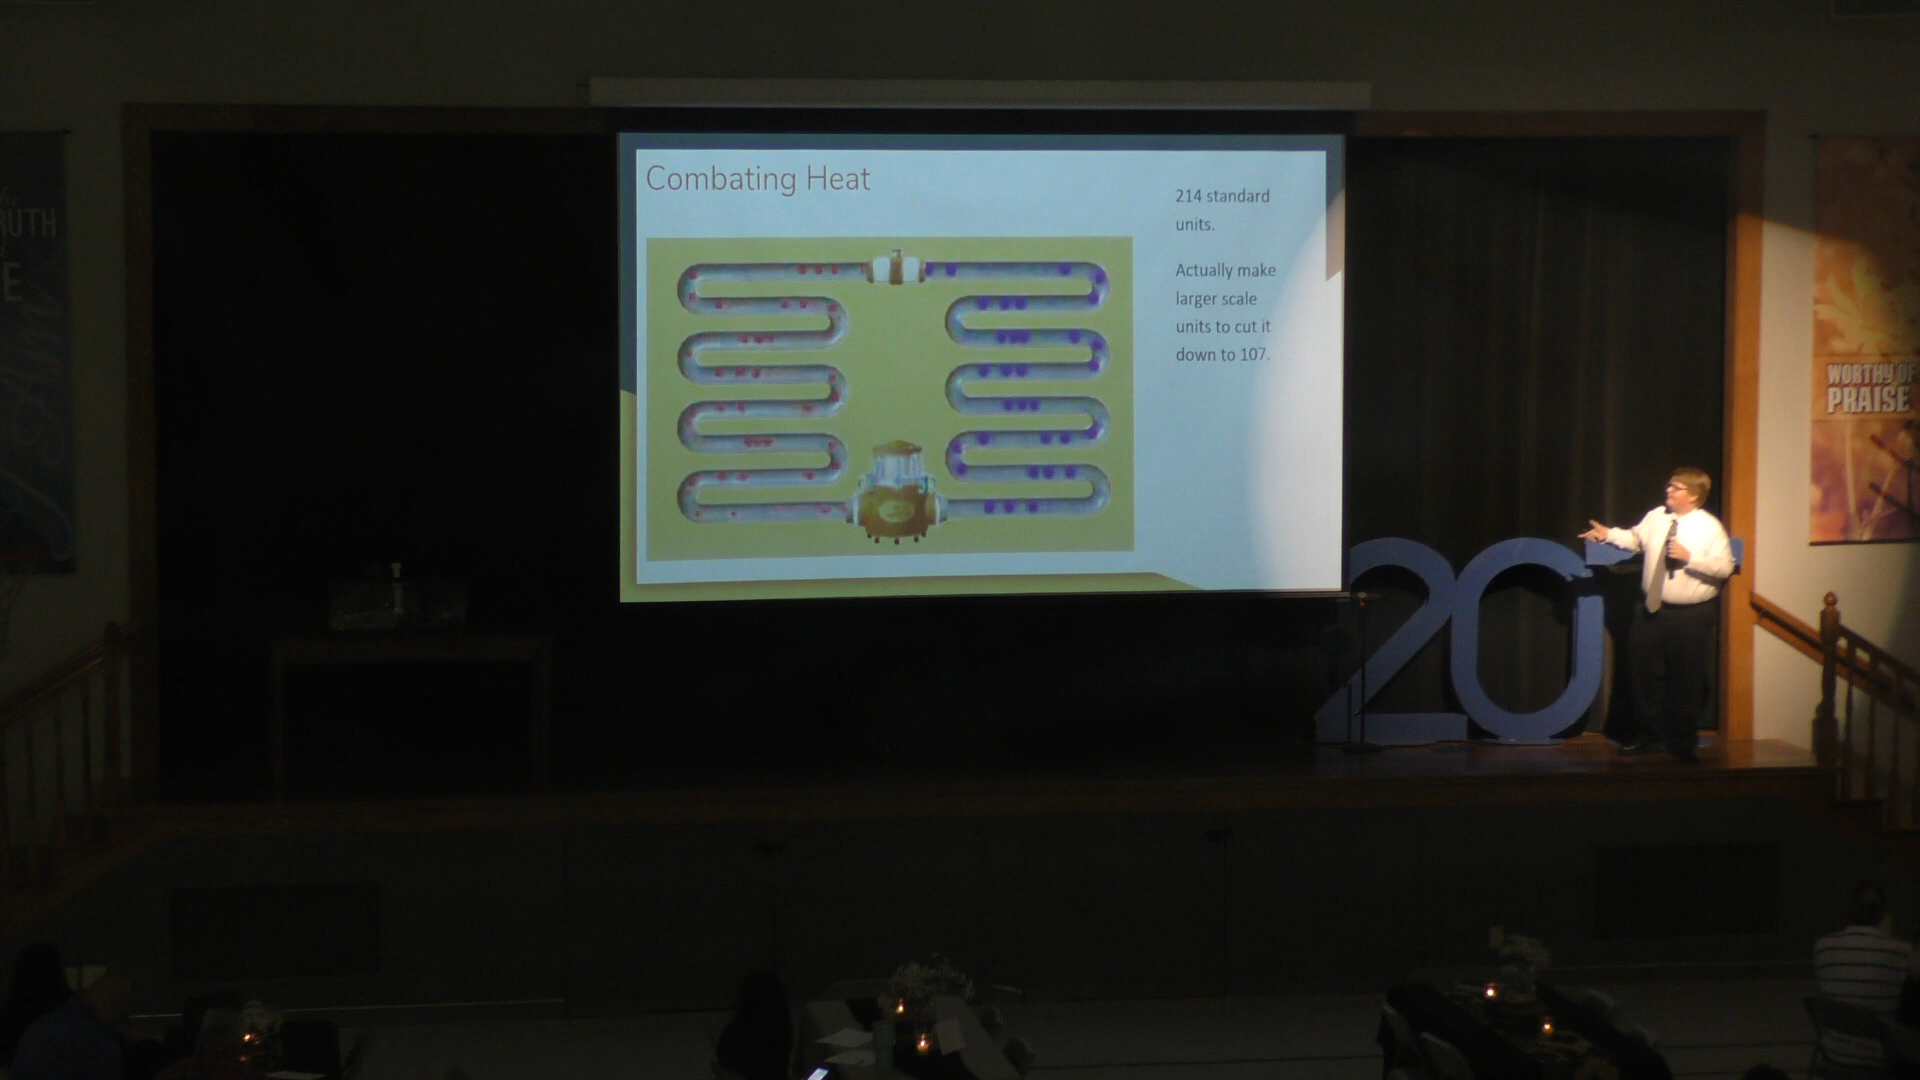 Combating Heat
214 standard
units.
Actually make
larger scale
units to cut it
down to 107.
20
WORTHY OF
PRAISE